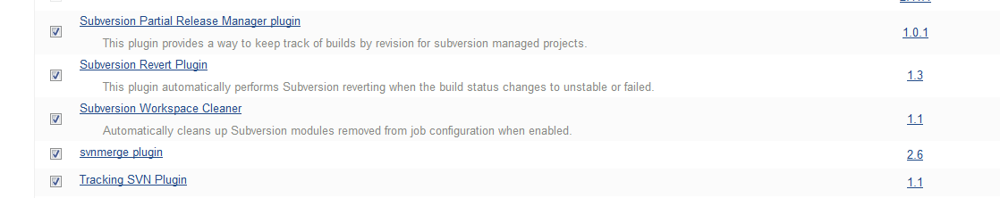 Subversion Partial Release Manager plugin
This plugin provides a way to keep track of builds by revision for subversion managed projects.
1.0.1
Subversion Revert Plugin
This plugin automatically performs Subversion reverting when the build status changes to unstable or failed.
1.3
Subversion Workspace Cleaner
Automatically cleans up Subversion modules removed from job configuration when enabled.
1.1
svnmerge plugin
2.6
Tracking SVN Plugin
1.1